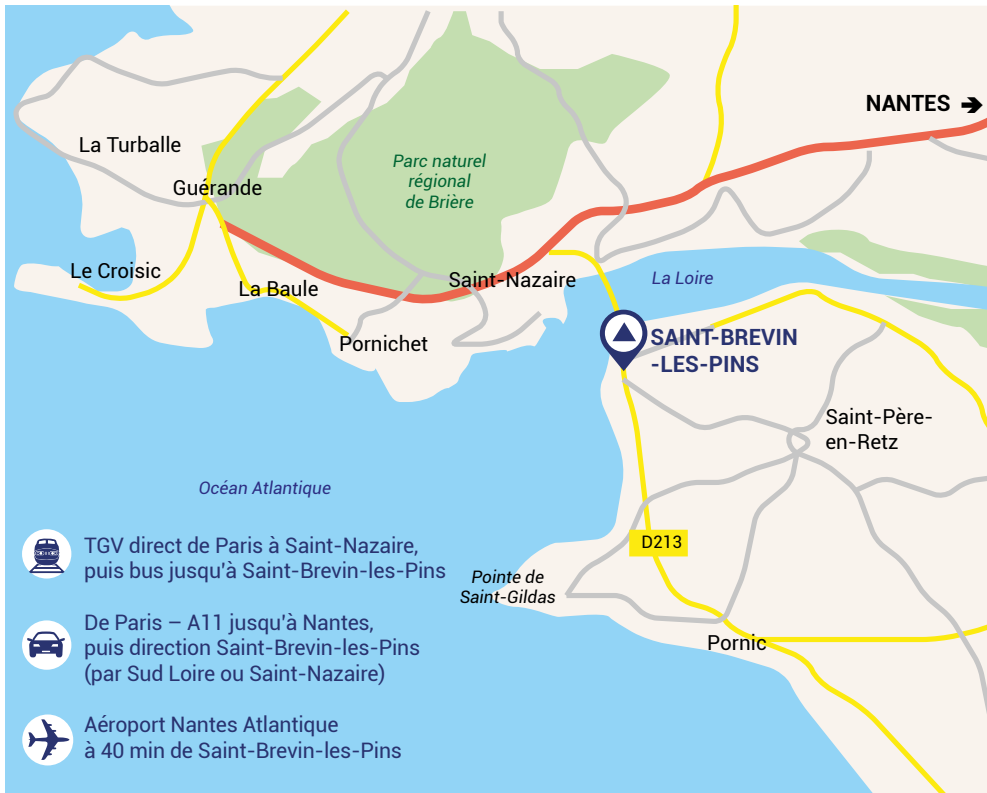 NANTES
La Turballe
Parc naturel
régional
de Brière
Guérande
Le Croisic
La Baule
Saint-Nazaire
La Loire
Pornichet
SAINT-BREVIN
-LES-PINS
Saint-Père-
en-Retz
Océan Atlantique
D213
TGV direct de Paris à Saint-Nazaire,
puis bus jusqu'à Saint-Brevin-les-Pins
Pointe de
Saint-Gildas
De Paris – A11 jusqu'à Nantes,
puis direction Saint-Brevin-les-Pins
(par Sud Loire ou Saint-Nazaire)
Pornic
Aéroport Nantes Atlantique
à 40 min de Saint-Brevin-les-Pins